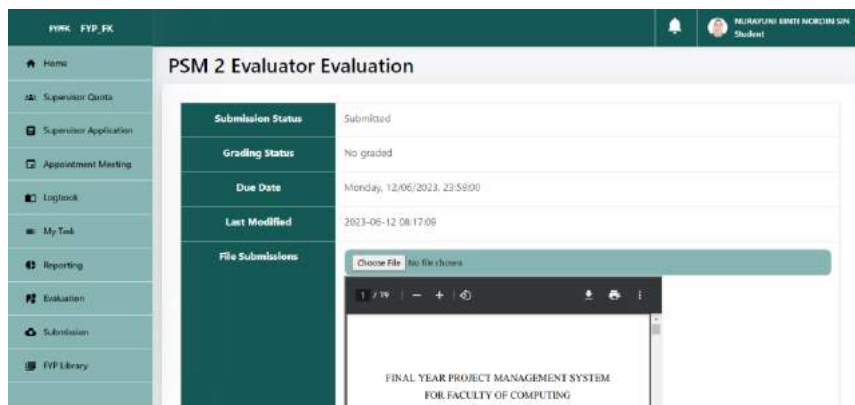 FYP_FK
NURAYUNI BINTI NORDIN SIN
Student
Home
Supervisor Quota
Supervisor Application
Appointment Meeting
Logbook
My Task
Reporting
Evaluation
Submission
FYP Library
PSM 2 Evaluator Evaluation
Submission Status Submitted
Grading Status No graded
Due Date Monday, 12/06/2023, 23:59:00
Last Modified 2023-06-12 08:17:09
File Submissions Choose File No file chosen
1 / 19
FINAL YEAR PROJECT MANAGEMENT SYSTEM
FOR FACULTY OF COMPUTING